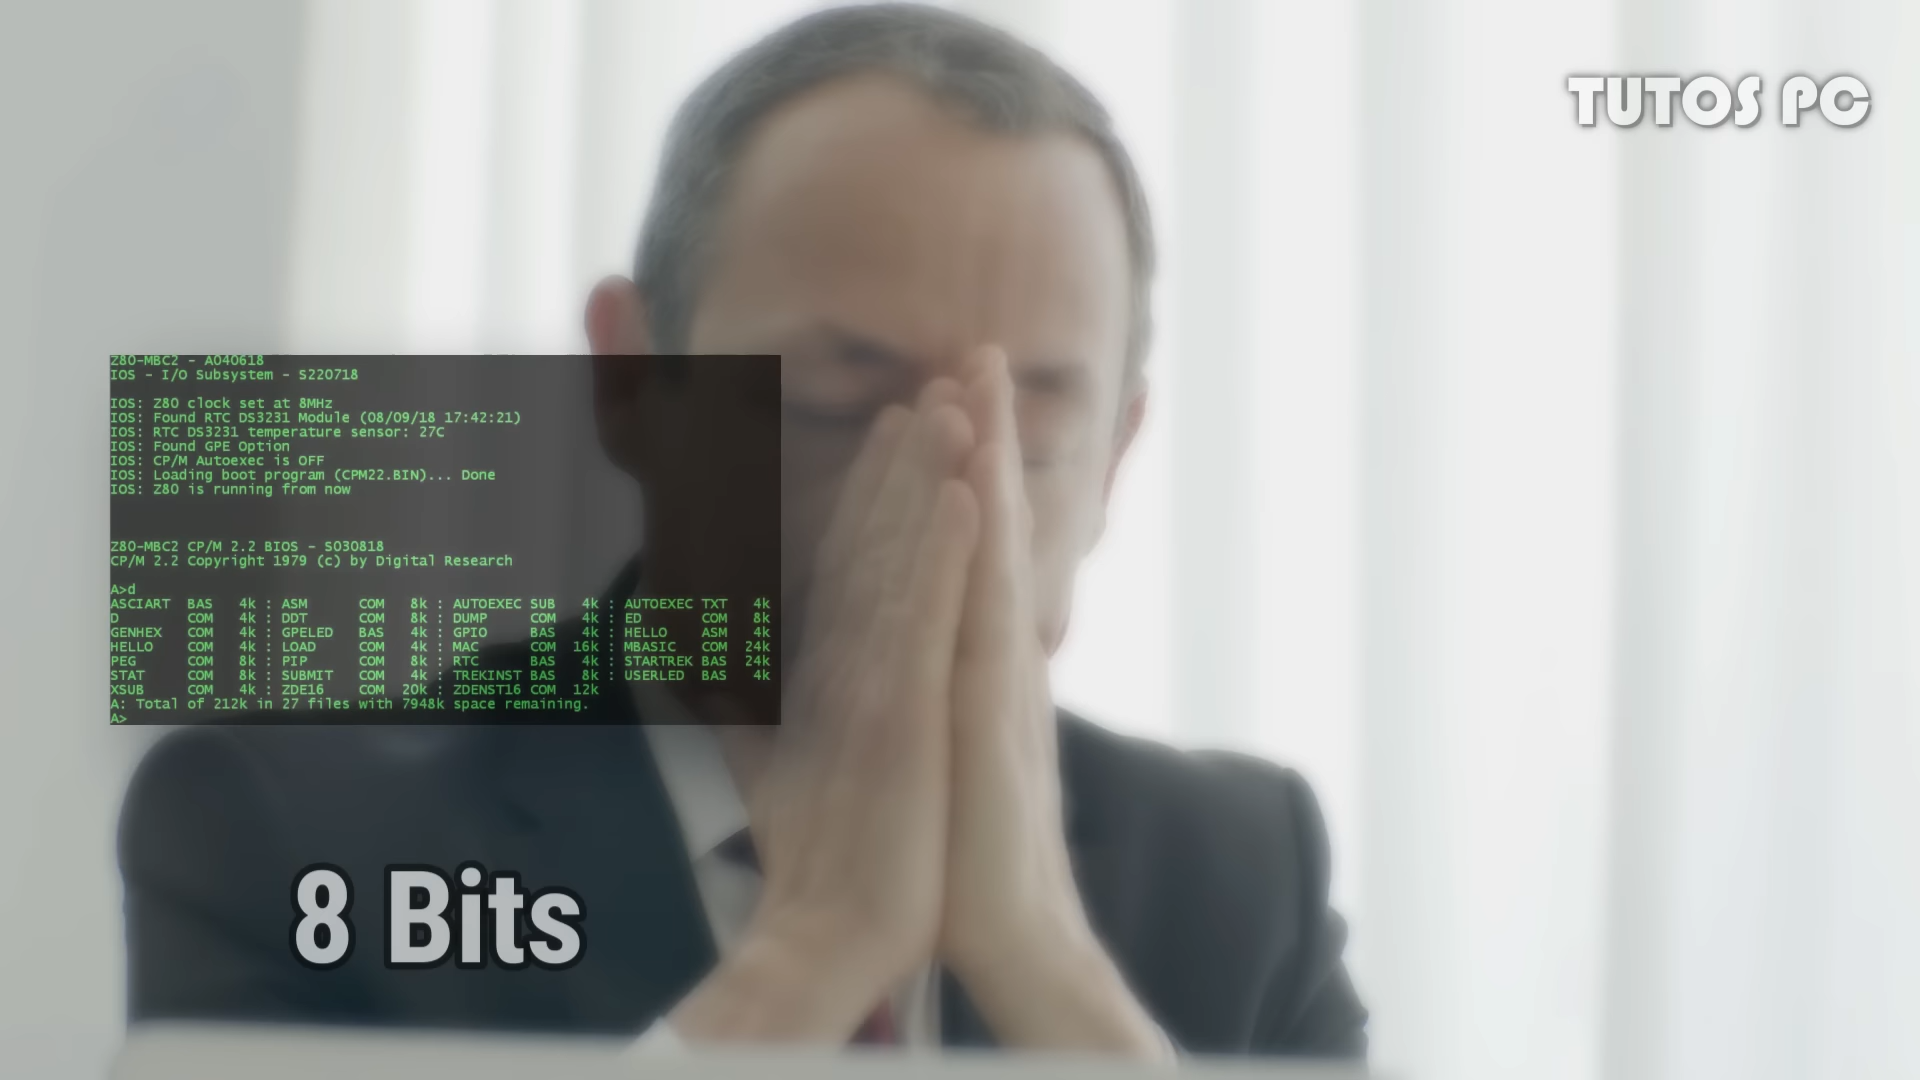 TUTOS PC
Z80-MBC2 - A040618
IOS - I/O Subsystem - S220718
IOS: Z80 clock set at 8MHz
IOS: Found RTC DS3231 Module (08/09/18 17:42:21)
IOS: RTC DS3231 temperature sensor: 27C
IOS: Found GPE Option
IOS: CP/M Autoexec is OFF
IOS: Loading boot program (CPM22.BIN)... Done
IOS: Z80 is running from now
Z80-MBC2 CP/M 2.2 BIOS - S030818
CP/M 2.2 Copyright 1979 (c) by Digital Research
A>d
ASCIART BAS 4k : ASM COM 8k : AUTOEXEC SUB 4k : AUTOEXEC TXT 4k
D COM 4k : DDT COM 8k : DUMP COM 4k : ED COM 8k
GENHEX COM 4k : GPELED BAS 4k : GPIO BAS 4k : HELLO ASM 4k
HELLO COM 4k : LOAD COM 4k : MAC COM 16k : MBASIC COM 24k
PEG COM 8k : PIP COM 8k : RTC BAS 4k : STARTREK BAS 24k
STAT COM 8k : SUBMIT COM 4k : TREKINST BAS 8k : USERLED BAS 4k
XSUB COM 4k : ZDE16 COM 20k : ZDENST16 COM 12k
A: Total of 212k in 27 files with 7948k space remaining.
A>
8 Bits